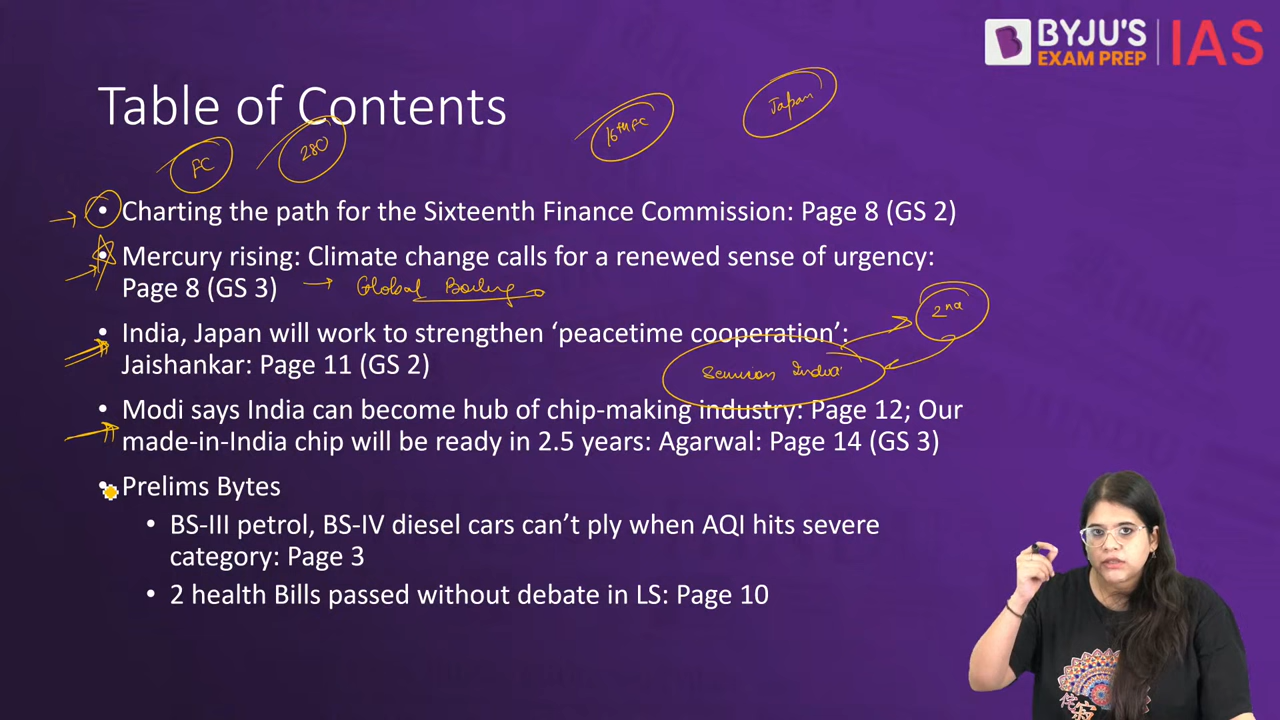 BYJU'S
EXAM PREP
IAS
Table of Contents
Japan
16th FC
FC
280
• Charting the path for the Sixteenth Finance Commission: Page 8 (GS 2)
• Mercury rising: Climate change calls for a renewed sense of urgency:
Page 8 (GS 3) → Global Boiling
2nd
• India, Japan will work to strengthen ‘peacetime cooperation’:
Jaishankar: Page 11 (GS 2)
India
• Modi says India can become hub of chip-making industry: Page 12; Our
made-in-India chip will be ready in 2.5 years: Agarwal: Page 14 (GS 3)
• Prelims Bytes
• BS-III petrol, BS-IV diesel cars can’t ply when AQI hits severe
category: Page 3
• 2 health Bills passed without debate in LS: Page 10